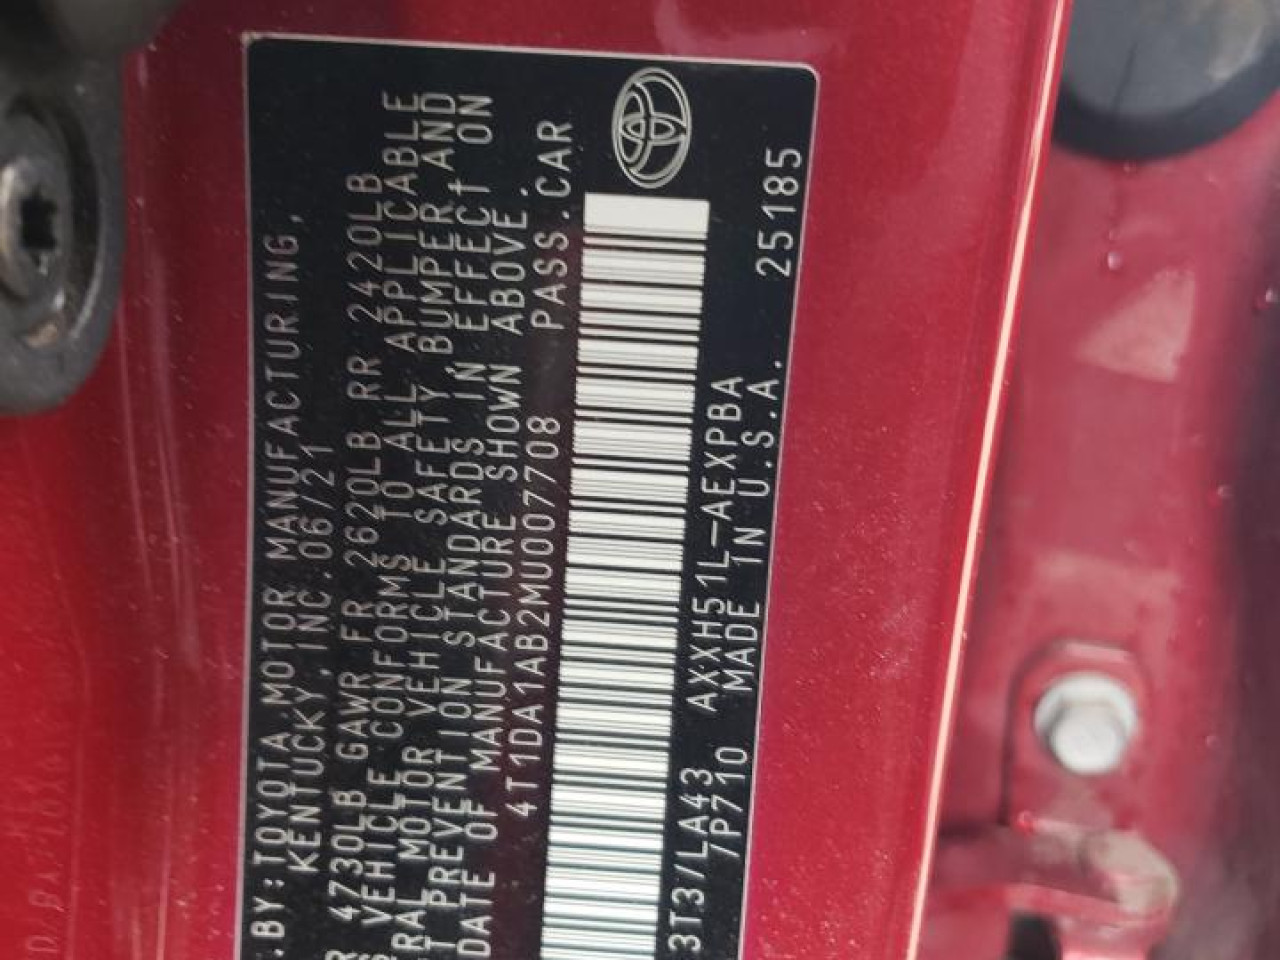 .BY:TOYOTA MOTOR MANUFACTURING,
KENTUCKY,INC.06/21
R 4730LB GAWR FR 2620LB RR 2420LB
S VEHICLE CONFORMS TO ALL APPLICABLE
RAL MOTOR VEHICLE SAFETY,BUMPER,AND
T PREVENTION STANDARDS IN EFFECT ON
DATE OF MANUFACTURE SHOWN ABOVE.
4T1DA1AB2MU007708 PASS.CAR
3T3/LA43 AXXH51L-AEXPBA
7P710 MADE IN U.S.A. 25185